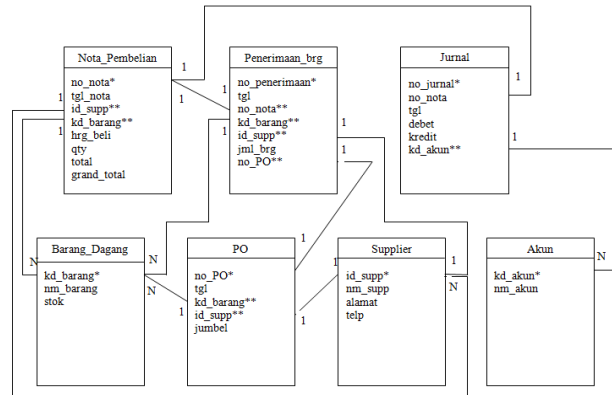 Nota_Pembelian
no_nota*
tgl_nota
id_supp**
kd_barang**
hrg_beli
qty
total
grand_total
Penerimaan_brg
no_penerimaan*
tgl
no_nota**
kd_barang**
id_supp**
jml_brg
no_PO**
Jurnal
no_jurnal*
no_nota
tgl
debet
kredit
kd_akun**
1
1
1
1
1
1
1
1
1
1
Barang_Dagang
kd_barang*
nm_barang
stok
PO
no_PO*
tgl
kd_barang**
id_supp**
jumbel
Supplier
id_supp*
nm_supp
alamat
telp
Akun
kd_akun*
nm_akun
N
N
N
1
1
1
1
1
N
N